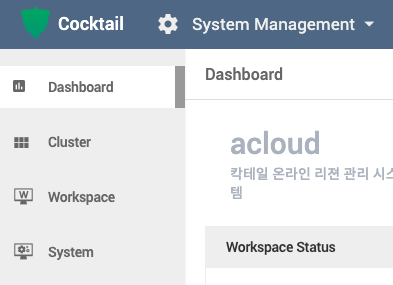 Cocktail
System Management
Dashboard
Cluster
Workspace
System
Dashboard
acloud
칵테일 온라인 리젼 관리 시스
템
Workspace Status